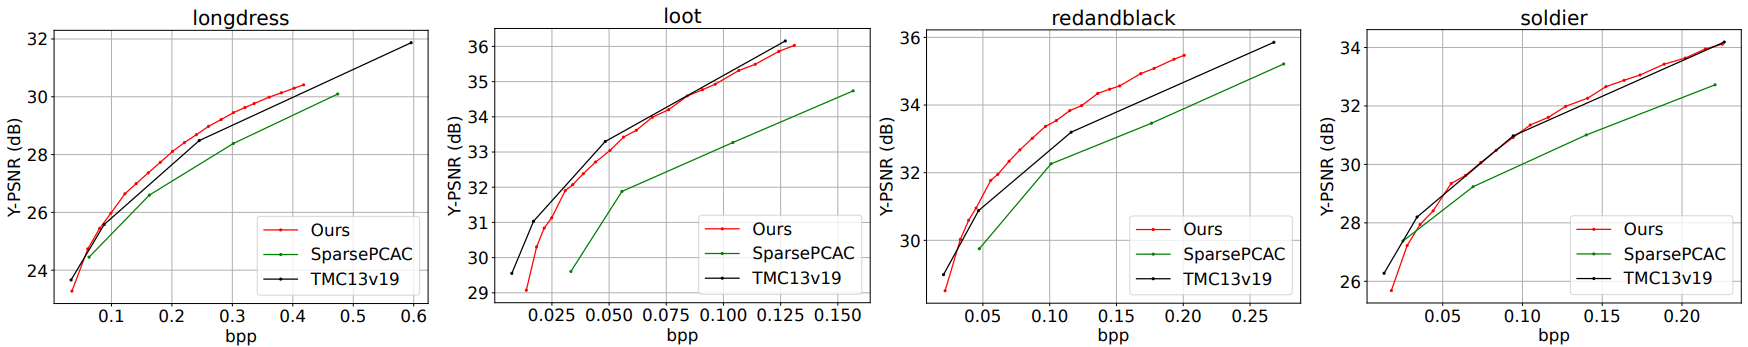 longdress
Y-PSNR (dB)
32
30
28
26
24
0.1 0.2 0.3 0.4 0.5 0.6
bpp
Ours
SparsePCAC
TMC13v19
loot
Y-PSNR (dB)
36
35
34
33
32
31
30
29
0.025 0.050 0.075 0.100 0.125 0.150
bpp
Ours
SparsePCAC
TMC13v19
redandblack
Y-PSNR (dB)
36
34
32
30
0.05 0.10 0.15 0.20 0.25
bpp
Ours
SparsePCAC
TMC13v19
soldier
Y-PSNR (dB)
34
32
30
28
26
0.05 0.10 0.15 0.20
bpp
Ours
SparsePCAC
TMC13v19